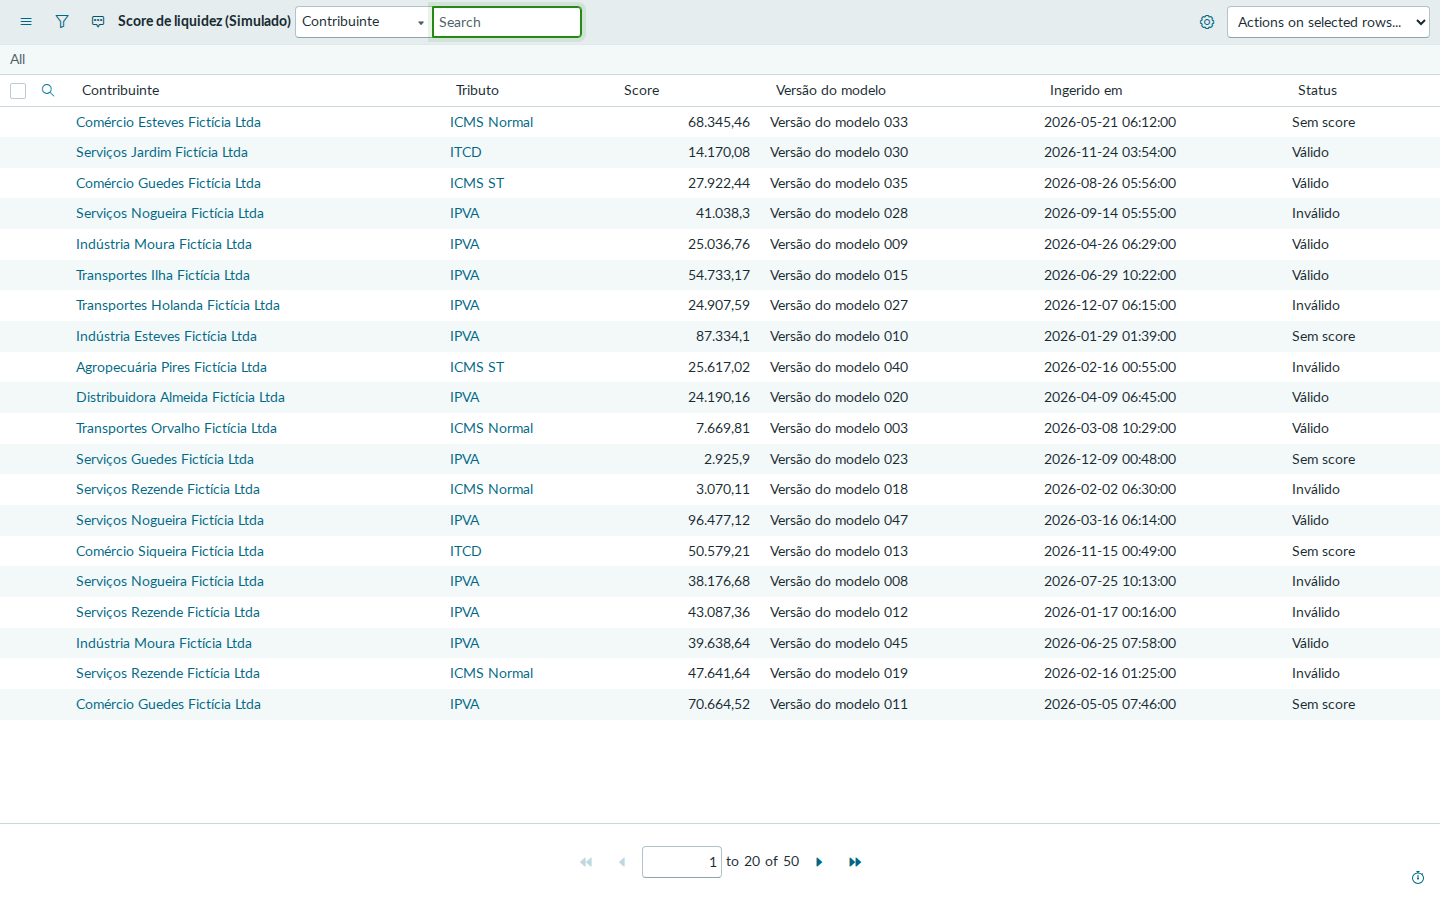 Score de liquidez (Simulado) Contribuinte Search Actions on selected rows...
All
Contribuinte Tributo Score Versão do modelo Ingerido em Status
Comércio Esteves Fictícia Ltda ICMS Normal 68.345,46 Versão do modelo 033 2026-05-21 06:12:00 Sem score
Serviços Jardim Fictícia Ltda ITCD 14.170,08 Versão do modelo 030 2026-11-24 03:54:00 Válido
Comércio Guedes Fictícia Ltda ICMS ST 27.922,44 Versão do modelo 035 2026-08-26 05:56:00 Válido
Serviços Nogueira Fictícia Ltda IPVA 41.038,3 Versão do modelo 028 2026-09-14 05:55:00 Inválido
Indústria Moura Fictícia Ltda IPVA 25.036,76 Versão do modelo 009 2026-04-26 06:29:00 Válido
Transportes Ilha Fictícia Ltda IPVA 54.733,17 Versão do modelo 015 2026-06-29 10:22:00 Válido
Transportes Holanda Fictícia Ltda IPVA 24.907,59 Versão do modelo 027 2026-12-07 06:15:00 Inválido
Indústria Esteves Fictícia Ltda IPVA 87.334,1 Versão do modelo 010 2026-01-29 01:39:00 Sem score
Agropecuária Pires Fictícia Ltda ICMS ST 25.617,02 Versão do modelo 040 2026-02-16 00:55:00 Inválido
Distribuidora Almeida Fictícia Ltda IPVA 24.190,16 Versão do modelo 020 2026-04-09 06:45:00 Válido
Transportes Orvalho Fictícia Ltda ICMS Normal 7.669,81 Versão do modelo 003 2026-03-08 10:29:00 Válido
Serviços Guedes Fictícia Ltda IPVA 2.925,9 Versão do modelo 023 2026-12-09 00:48:00 Sem score
Serviços Rezende Fictícia Ltda ICMS Normal 3.070,11 Versão do modelo 018 2026-02-02 06:30:00 Inválido
Serviços Nogueira Fictícia Ltda IPVA 96.477,12 Versão do modelo 047 2026-03-16 06:14:00 Válido
Comércio Siqueira Fictícia Ltda ITCD 50.579,21 Versão do modelo 013 2026-11-15 00:49:00 Sem score
Serviços Nogueira Fictícia Ltda IPVA 38.176,68 Versão do modelo 008 2026-07-25 10:13:00 Inválido
Serviços Rezende Fictícia Ltda IPVA 43.087,36 Versão do modelo 012 2026-01-17 00:16:00 Inválido
Indústria Moura Fictícia Ltda IPVA 39.638,64 Versão do modelo 045 2026-06-25 07:58:00 Válido
Serviços Rezende Fictícia Ltda ICMS Normal 47.641,64 Versão do modelo 019 2026-02-16 01:25:00 Inválido
Comércio Guedes Fictícia Ltda IPVA 70.664,52 Versão do modelo 011 2026-05-05 07:46:00 Sem score
1 to 20 of 50